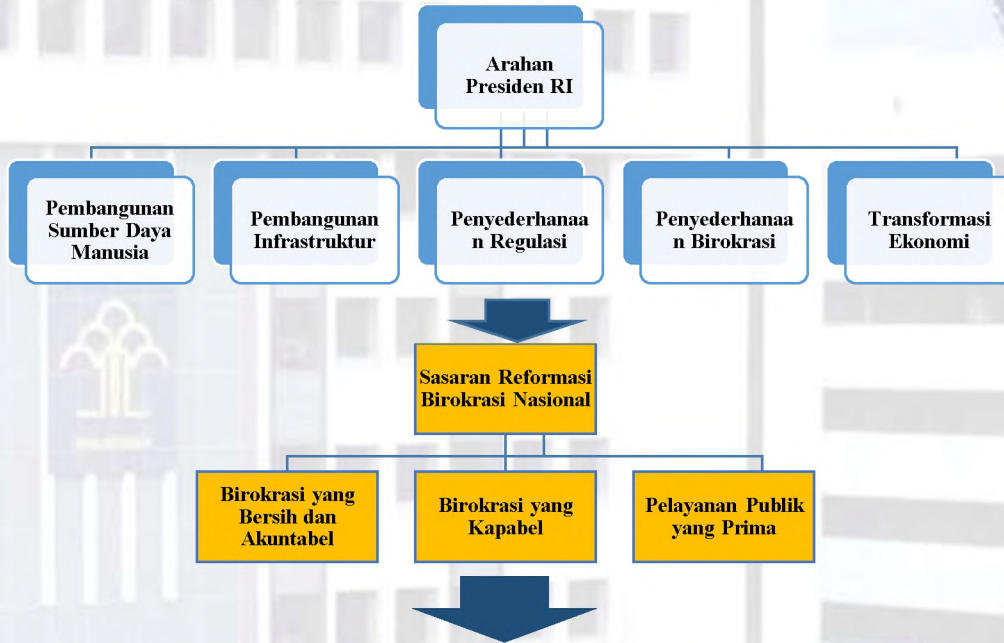 Arahan
Presiden RI
Pembangunan
Sumber Daya
Manusia
Pembangunan
Infrastruktur
Penyederhanaa
n Regulasi
Penyederhanaa
n Birokrasi
Transformasi
Ekonomi
Sasaran Reformasi
Birokrasi Nasional
Birokrasi yang
Bersih dan
Akuntabel
Birokrasi yang
Kapabel
Pelayanan Publik
yang Prima